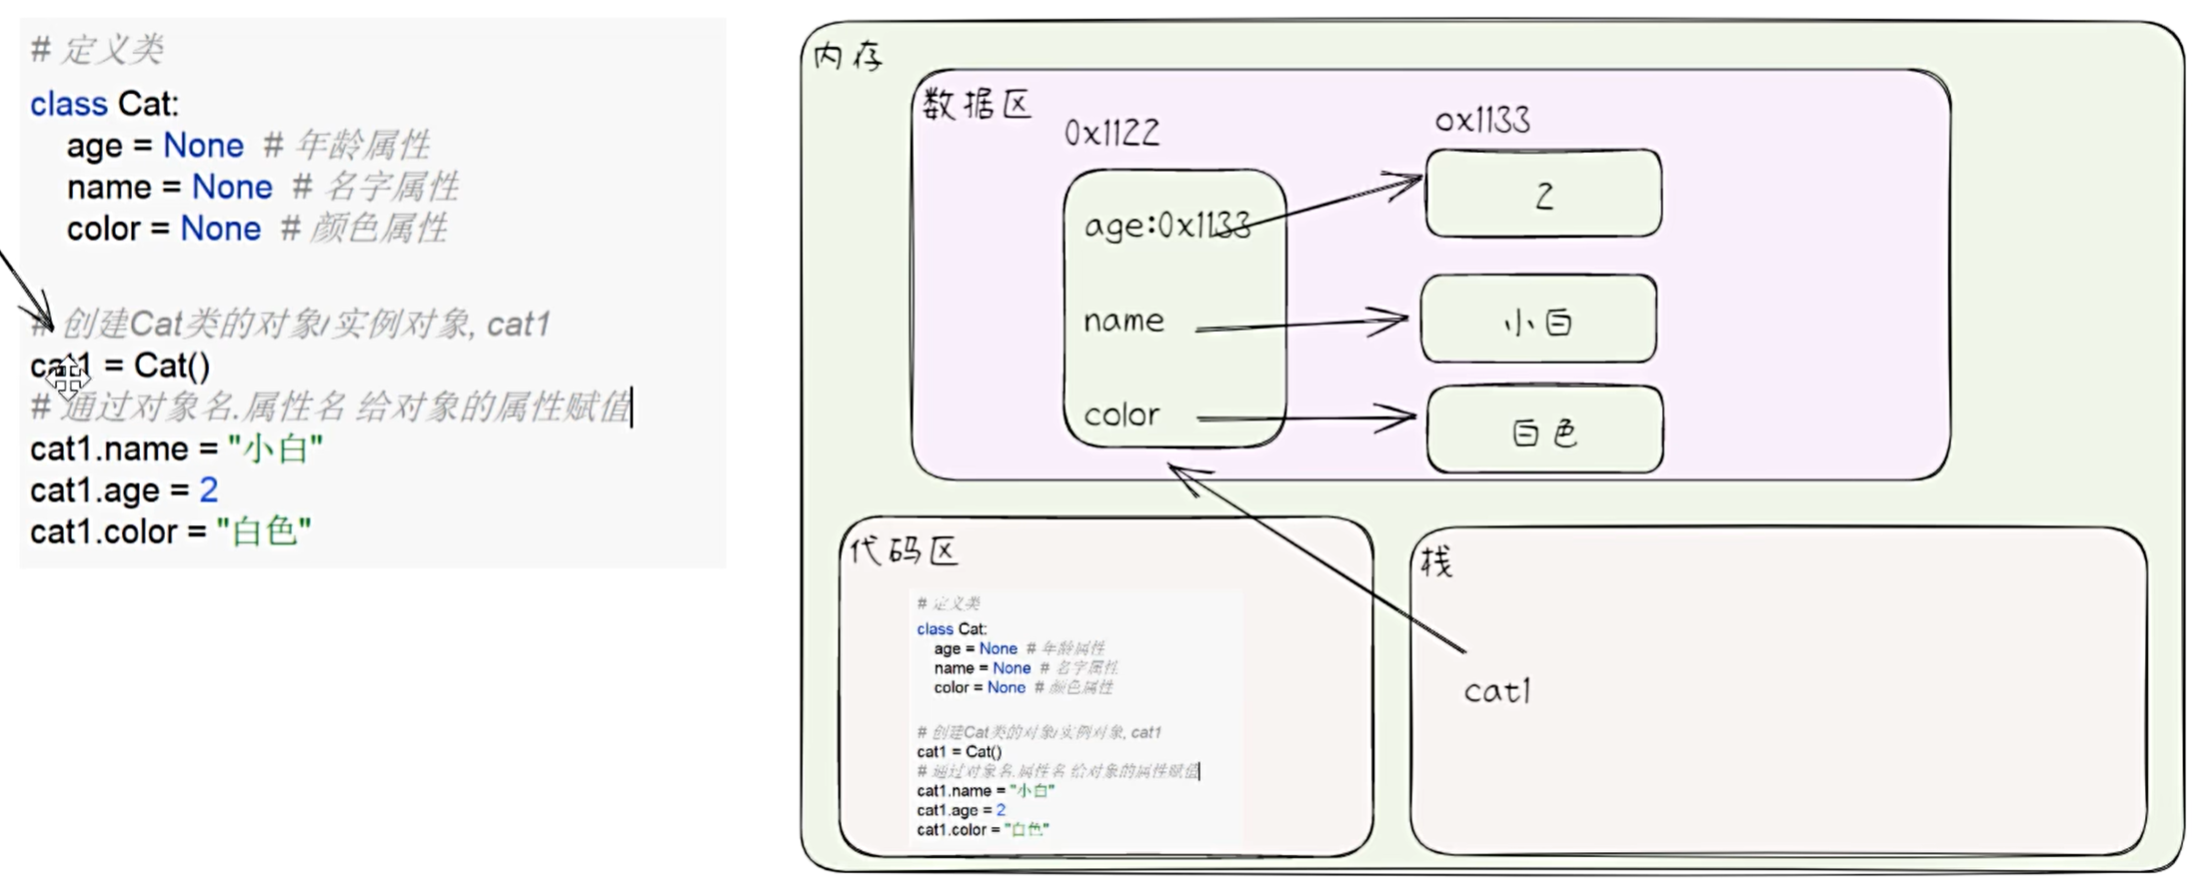 # 定义类
class Cat:
age = None # 年龄属性
name = None # 名字属性
color = None # 颜色属性
# 创建Cat类的对象/实例对象, cat1
cat1 = Cat()
# 通过对象名.属性名 给对象的属性赋值
cat1.name = "小白"
cat1.age = 2
cat1.color = "白色"
内存
数据区
0x1122
0x1133
age:0x1133
2
name
小白
color
白色
代码区
# 定义类
class Cat:
age = None # 年龄属性
name = None # 名字属性
color = None # 颜色属性
# 创建Cat类的对象/实例对象, cat1
cat1 = Cat()
# 通过对象名.属性名 给对象的属性赋值
cat1.name = "小白"
cat1.age = 2
cat1.color = "白色"
栈
cat1